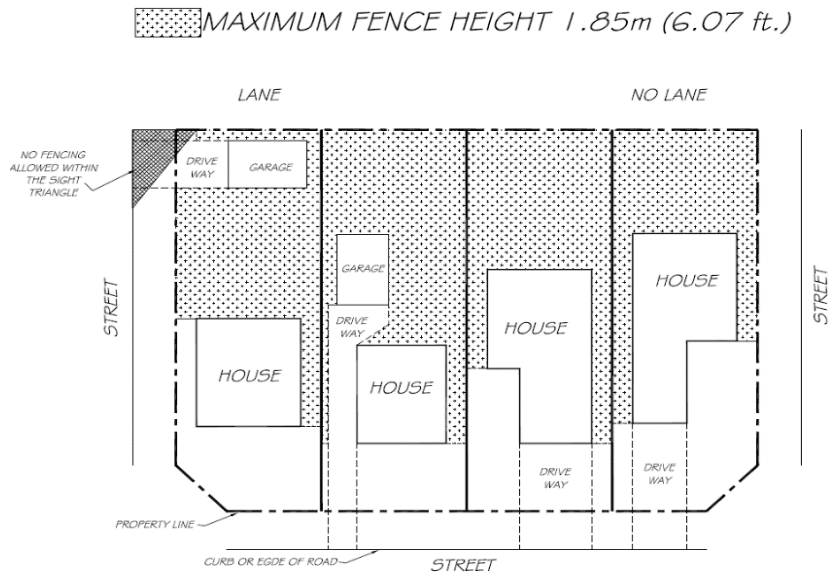 MAXIMUM FENCE HEIGHT 1.85m (6.07 ft.)
LANE
NO LANE
NO FENCING
ALLOWED WITHIN
THE SIGHT
TRIANGLE
DRIVE
WAY
GARAGE
GARAGE
HOUSE
STREET
STREET
DRIVE
WAY
HOUSE
HOUSE
HOUSE
DRIVE
WAY
DRIVE
WAY
PROPERTY LINE
CURB OR EGDE OF ROAD
STREET